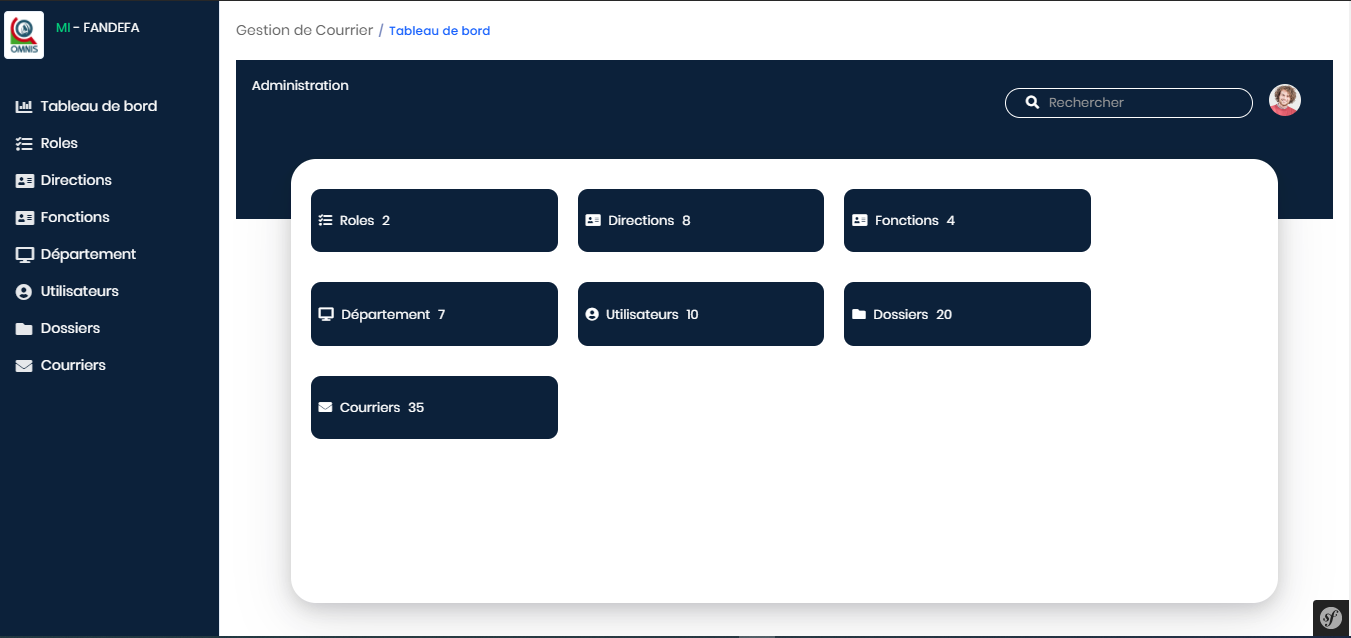 OMNIS
MI - FANDEFA
Tableau de bord
Roles
Directions
Fonctions
Département
Utilisateurs
Dossiers
Courriers
Gestion de Courrier / Tableau de bord
Administration
Rechercher
Roles 2
Directions 8
Fonctions 4
Département 7
Utilisateurs 10
Dossiers 20
Courriers 35
sf